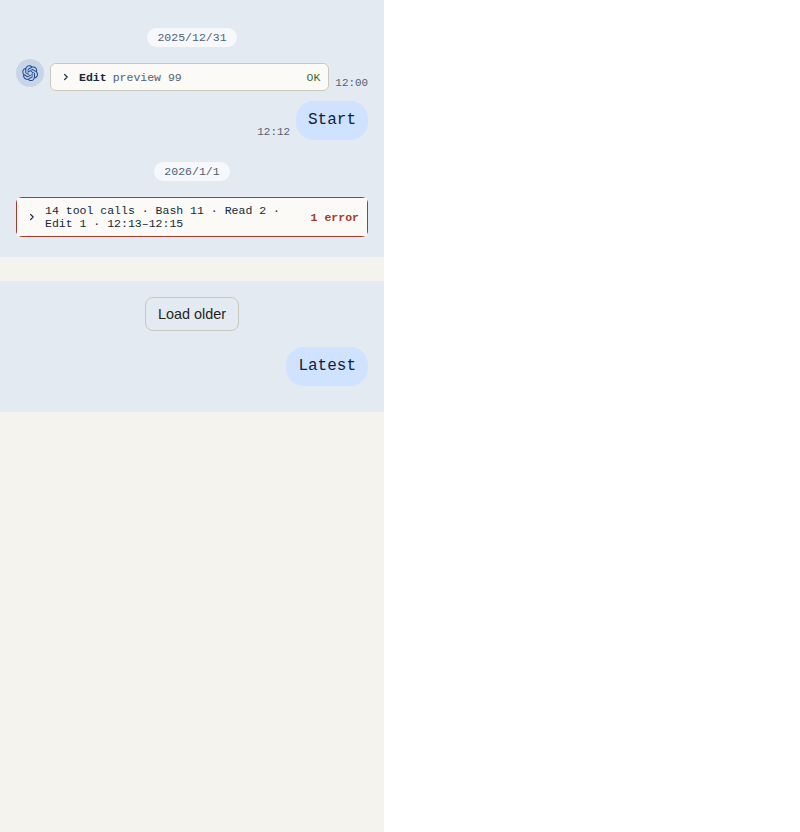 2025/12/31
Edit preview 99 OK 12:00
12:12 Start
2026/1/1
14 tool calls · Bash 11 · Read 2 ·
Edit 1 · 12:13–12:15
1 error
Load older
Latest